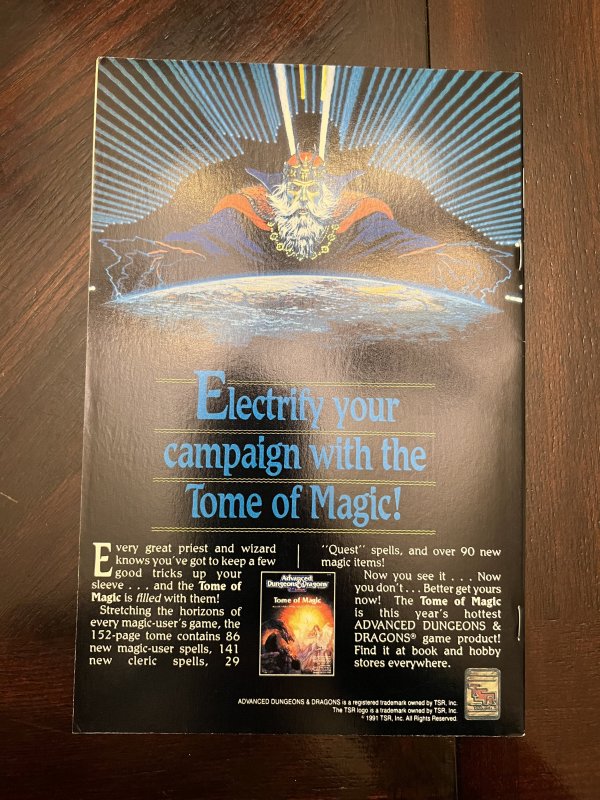 Electrify your
campaign with the
Tome of Magic!
Every great priest and wizard
knows you've got to keep a few
good tricks up your
sleeve . . . and the Tome of
Magic is filled with them!
Stretching the horizons of
every magic-user's game, the
152-page tome contains 86
new magic-user spells, 141
new cleric spells, 29
"Quest" spells, and over 90 new
magic items!
Now you see it . . . Now
you don't . . . Better get yours
now! The Tome of Magic
is this year's hottest
ADVANCED DUNGEONS &
DRAGONS® game product!
Find it at book and hobby
stores everywhere.
Advanced
Dungeons & Dragons
Tome of Magic
ADVANCED DUNGEONS & DRAGONS is a registered trademark owned by TSR, Inc.
The TSR logo is a trademark owned by TSR, Inc.
© 1991 TSR, Inc. All Rights Reserved.